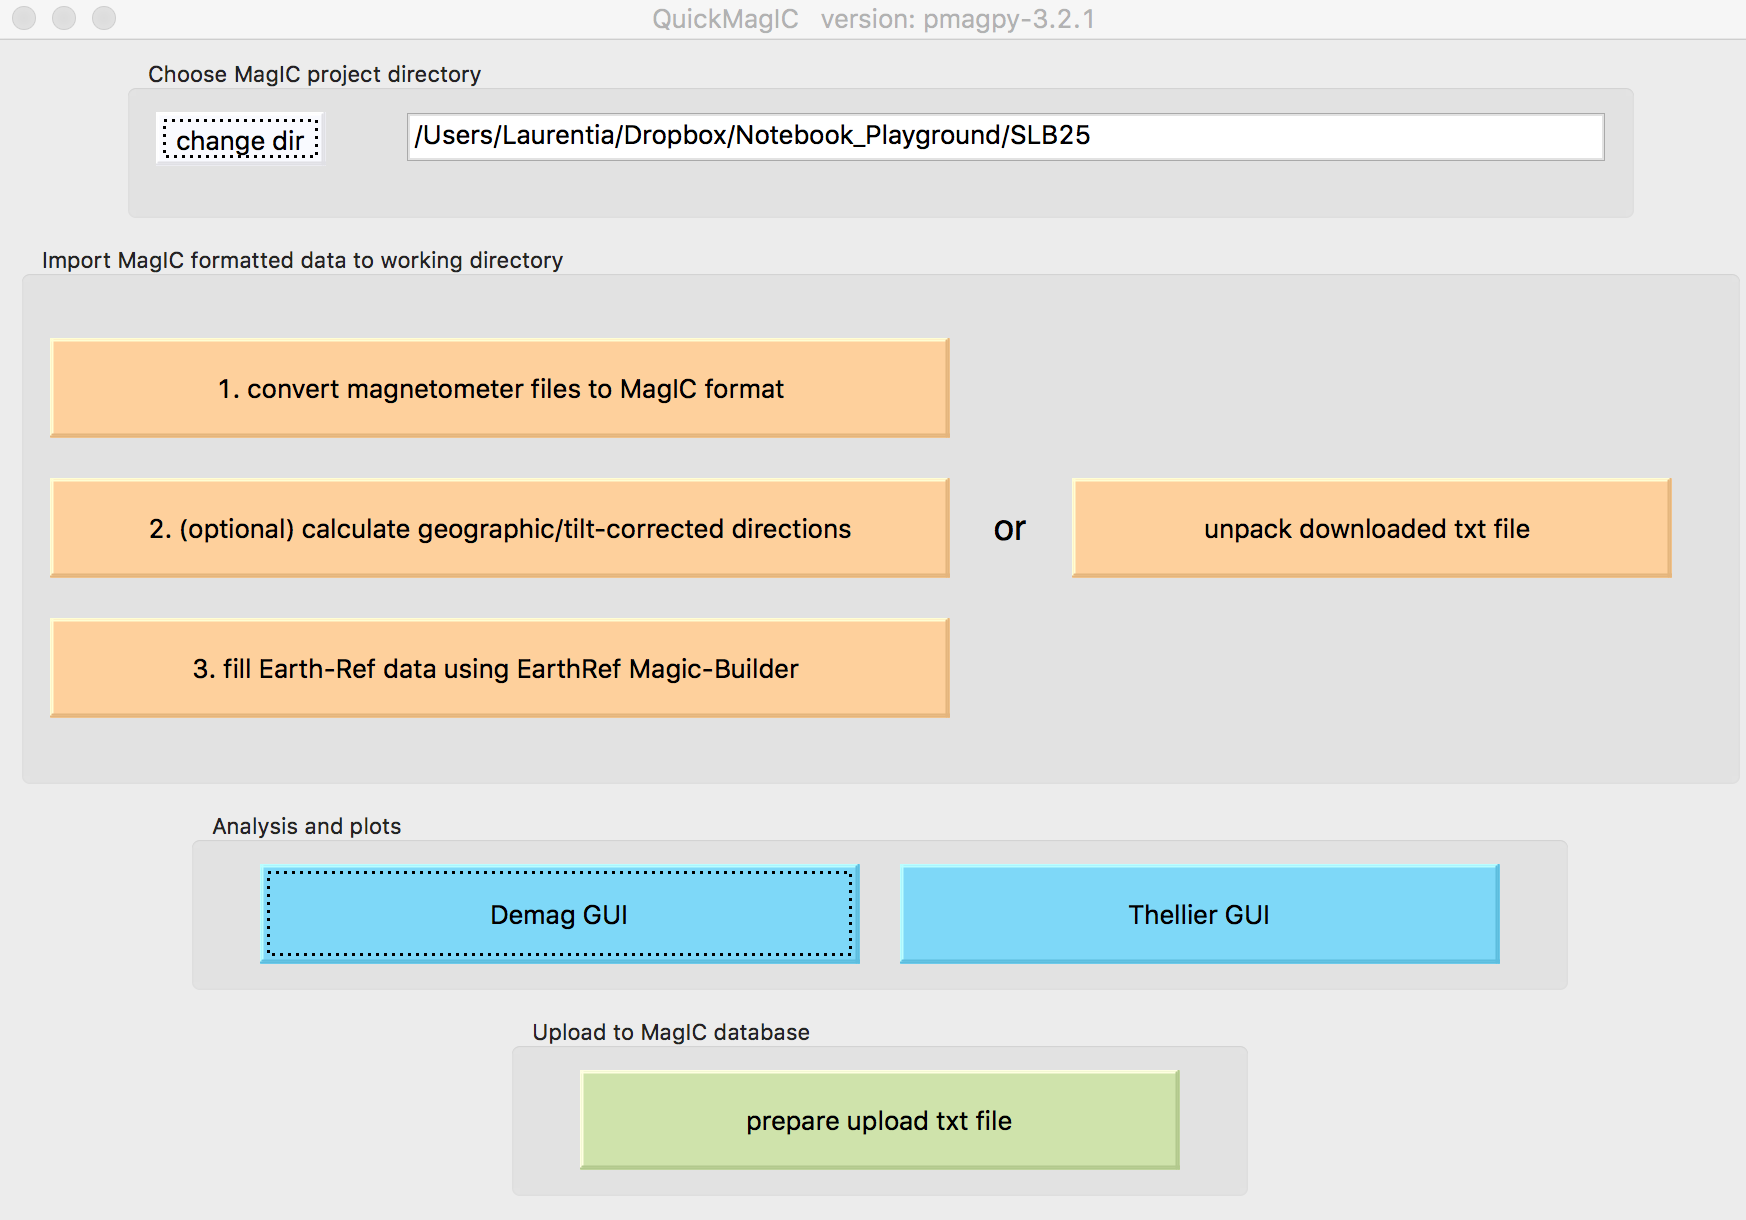 QuickMagIC version: pmagpy-3.2.1
Choose MagIC project directory
change dir
/Users/Laurentia/Dropbox/Notebook_Playground/SLB25
Import MagIC formatted data to working directory
1. convert magnetometer files to MagIC format
2. (optional) calculate geographic/tilt-corrected directions
or
unpack downloaded txt file
3. fill Earth-Ref data using EarthRef Magic-Builder
Analysis and plots
Demag GUI
Thellier GUI
Upload to MagIC database
prepare upload txt file